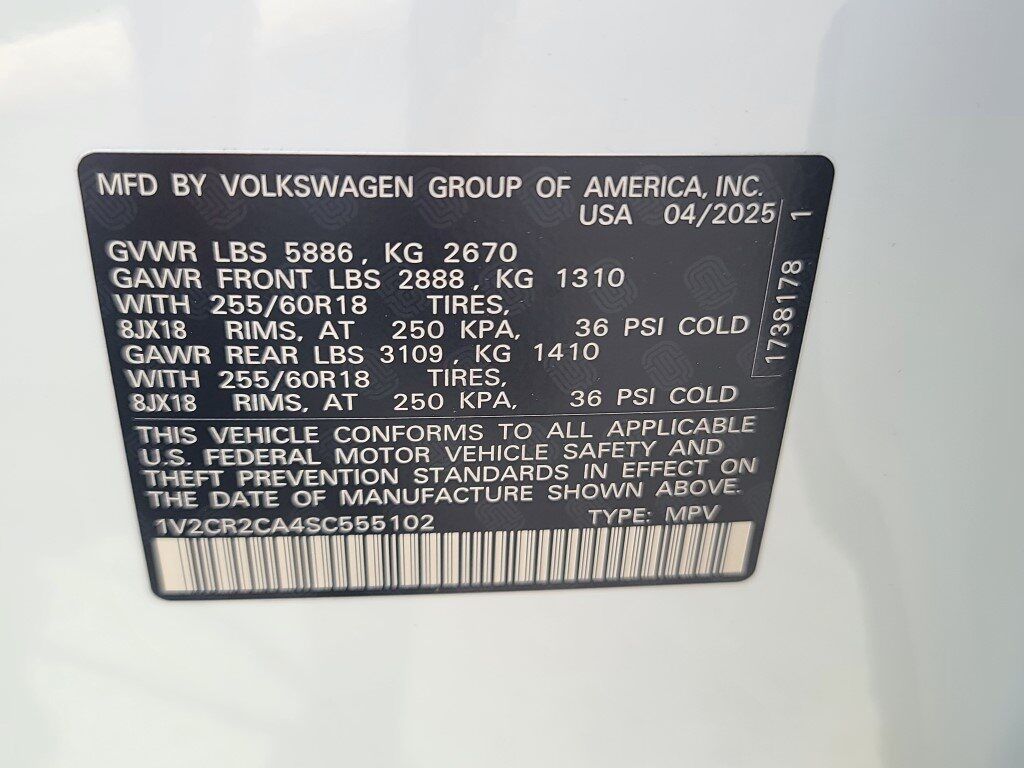 MFD BY VOLKSWAGEN GROUP OF AMERICA, INC.
USA 04/2025
GVWR LBS 5886, KG 2670
GAWR FRONT LBS 2888, KG 1310
WITH 255/60R18 TIRES,
8JX18 RIMS, AT 250 KPA, 36 PSI COLD
GAWR REAR LBS 3109, KG 1410
WITH 255/60R18 TIRES,
8JX18 RIMS, AT 250 KPA, 36 PSI COLD
1738178 1
THIS VEHICLE CONFORMS TO ALL APPLICABLE
U.S. FEDERAL MOTOR VEHICLE SAFETY AND
THEFT PREVENTION STANDARDS IN EFFECT ON
THE DATE OF MANUFACTURE SHOWN ABOVE.
1V2CR2CA4SC555102 TYPE: MPV